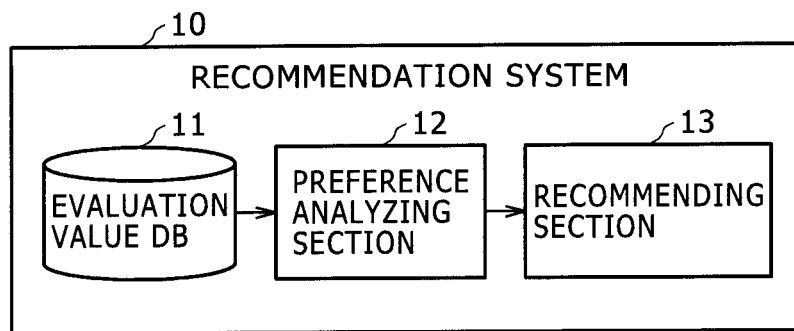 10
RECOMMENDATION SYSTEM
11
12
13
EVALUATION
VALUE DB
PREFERENCE
ANALYZING
SECTION
RECOMMENDING
SECTION